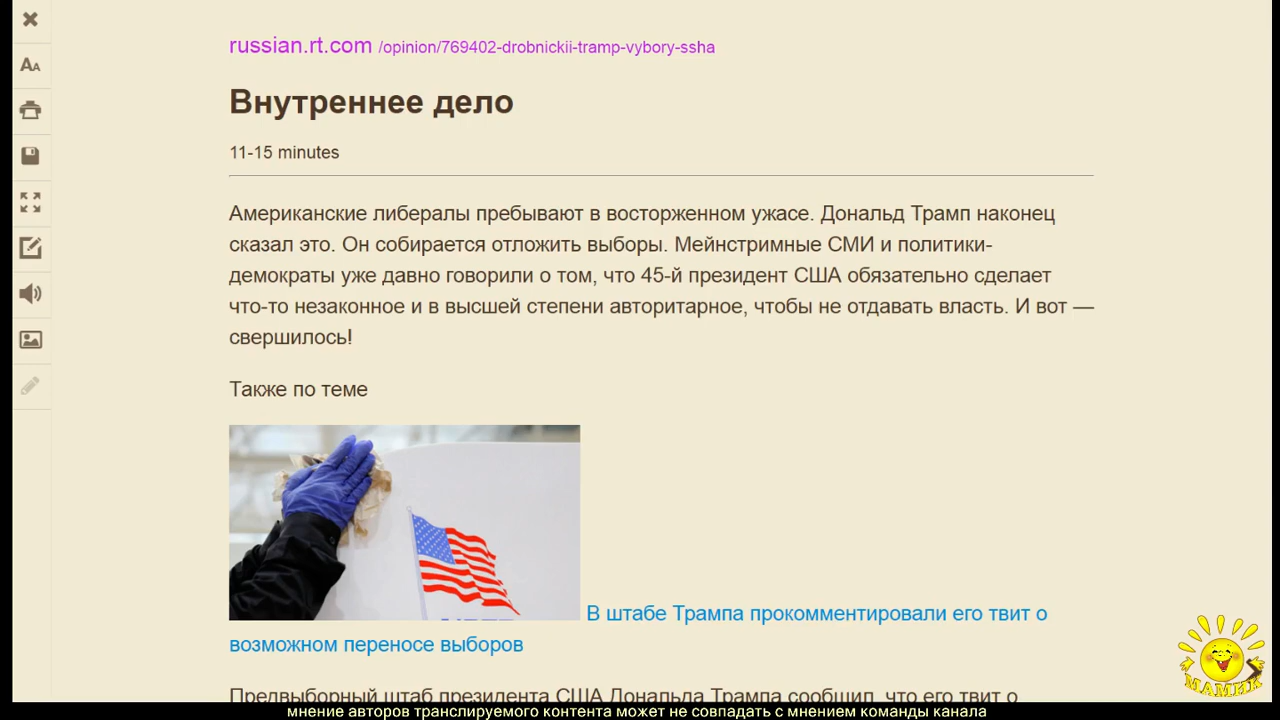 AA
russian.rt.com /opinion/769402-drobnickii-tramp-vybory-ssha
Внутреннее дело
11-15 minutes
Американские либералы пребывают в восторженном ужасе. Дональд Трамп наконец
сказал это. Он собирается отложить выборы. Мейнстримные СМИ и политики-
демократы уже давно говорили о том, что 45-й президент США обязательно сделает
что-то незаконное и в высшей степени авторитарное, чтобы не отдавать власть. И вот —
свершилось!
Также по теме
В штабе Трампа прокомментировали его твит о
возможном переносе выборов
Предвыборный штаб президента США Дональда Трампа сообщил, что его твит о
МАМИК
мнение авторов транслируемого контента может не совпадать с мнением команды канала